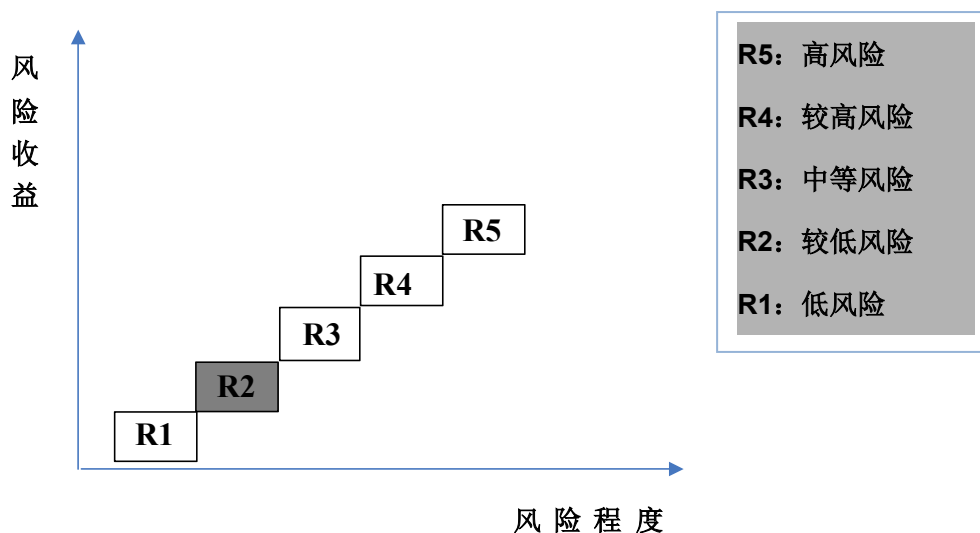 风
险
收
益
R5
R4
R3
R2
R1
风 险 程 度
R5：高风险
R4：较高风险
R3：中等风险
R2：较低风险
R1：低风险